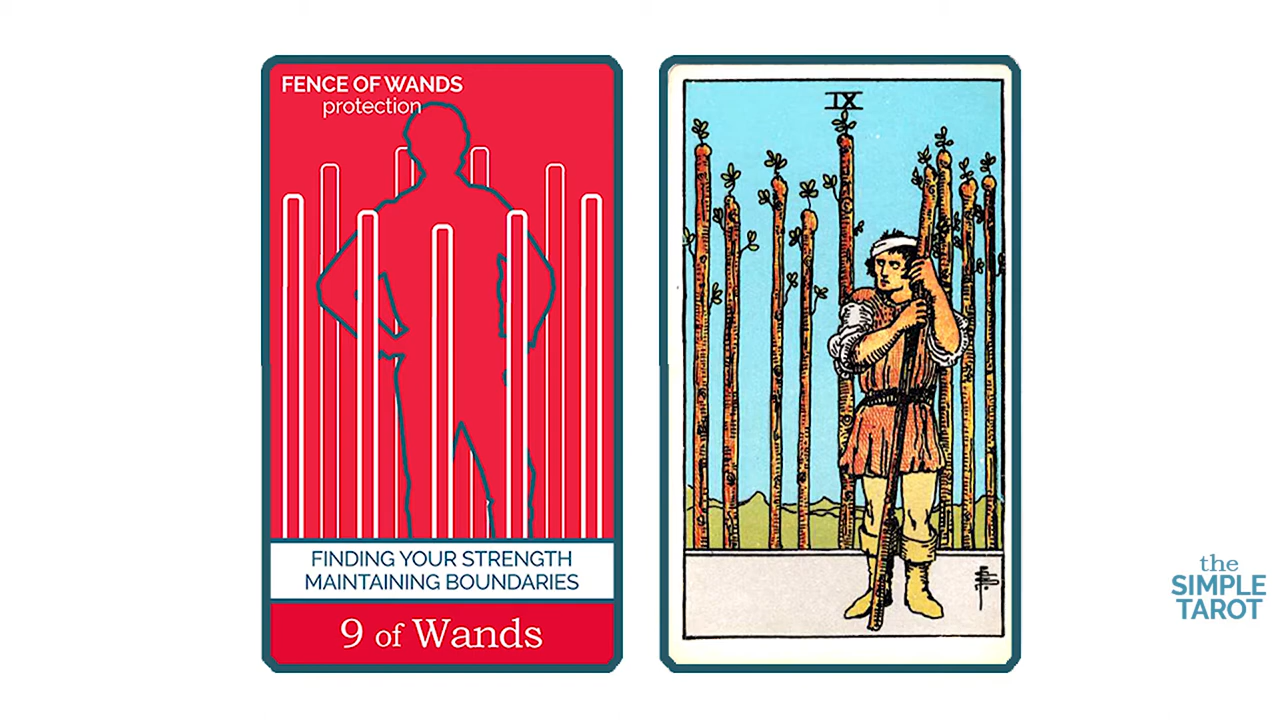 FENCE OF WANDS
protection
FINDING YOUR STRENGTH
MAINTAINING BOUNDARIES
9 of Wands
IX
the
SIMPLE
TAROT